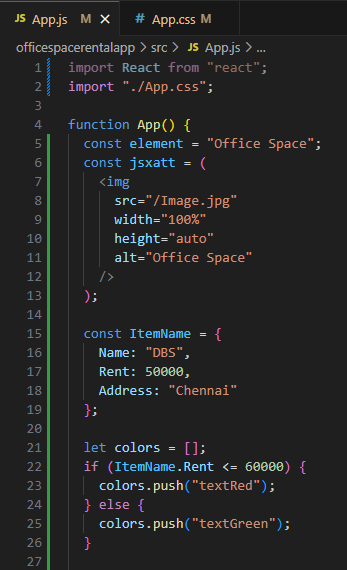 JS App.js × # App.css
officespacerentalapp > src > JS App.js > ...
1 import React from "react";
2 import "./App.css";
3
4 function App() {
5 const element = "Office Space";
6 const jsxatt = (
7 <img
8 src="/Image.jpg"
9 width="100%"
10 height="auto"
11 alt="Office Space"
12 />
13 );
14
15 const ItemName = {
16 Name: "DBS",
17 Rent: 50000,
18 Address: "Chennai"
19 };
20
21 let colors = [];
22 if (ItemName.Rent <= 60000) {
23 colors.push("textRed");
24 } else {
25 colors.push("textGreen");
26 }
27